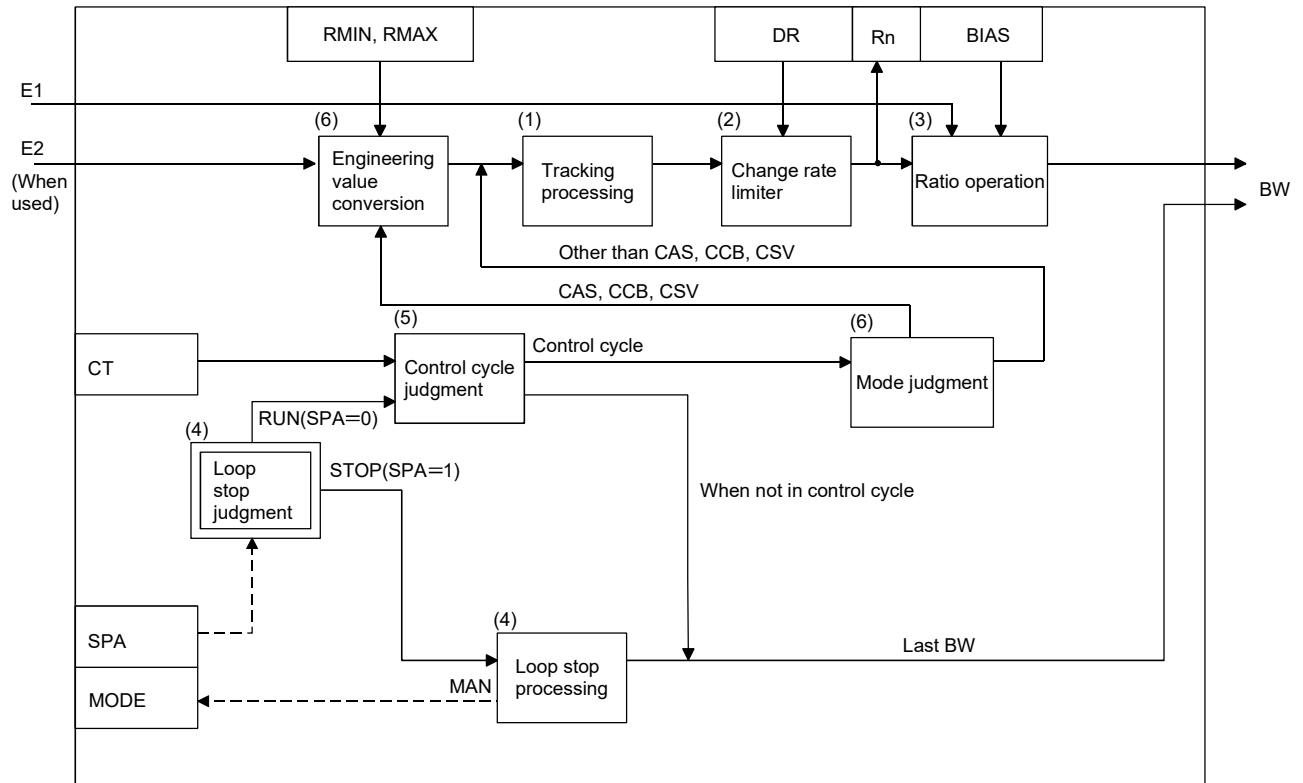 RMIN, RMAX
DR
Rn
BIAS
E1
(6)
(1)
(2)
(3)
E2
(When
used)
Engineering
value
conversion
Tracking
processing
Change rate
limiter
Ratio operation
BW
Other than CAS, CCB, CSV
CAS, CCB, CSV
(5)
(6)
CT
Control cycle
judgment
Control cycle
Mode judgment
RUN(SPA=0)
(4)
Loop
stop
judgment
STOP(SPA=1)
When not in control cycle
SPA
(4)
Loop stop
processing
Last BW
MODE
MAN